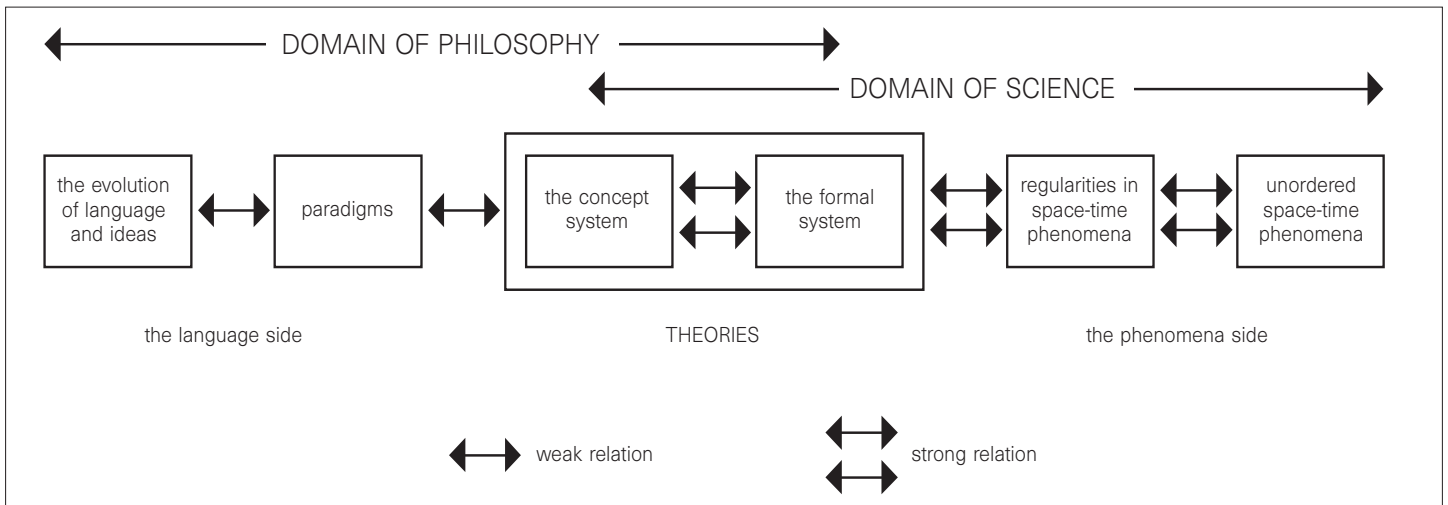 DOMAIN OF PHILOSOPHY
DOMAIN OF SCIENCE
the evolution
of language
and ideas
paradigms
the concept
system
the formal
system
regularities in
space-time
phenomena
unordered
space-time
phenomena
the language side
THEORIES
the phenomena side
weak relation
strong relation